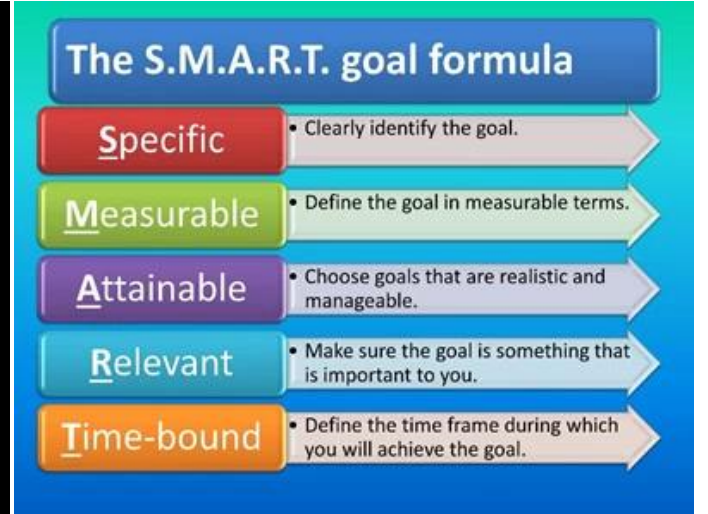 The S.M.A.R.T. goal formula
Specific
• Clearly identify the goal.
Measurable
• Define the goal in measurable terms.
Attainable
• Choose goals that are realistic and
manageable.
Relevant
• Make sure the goal is something that
is important to you.
Time-bound
• Define the time frame during which
you will achieve the goal.